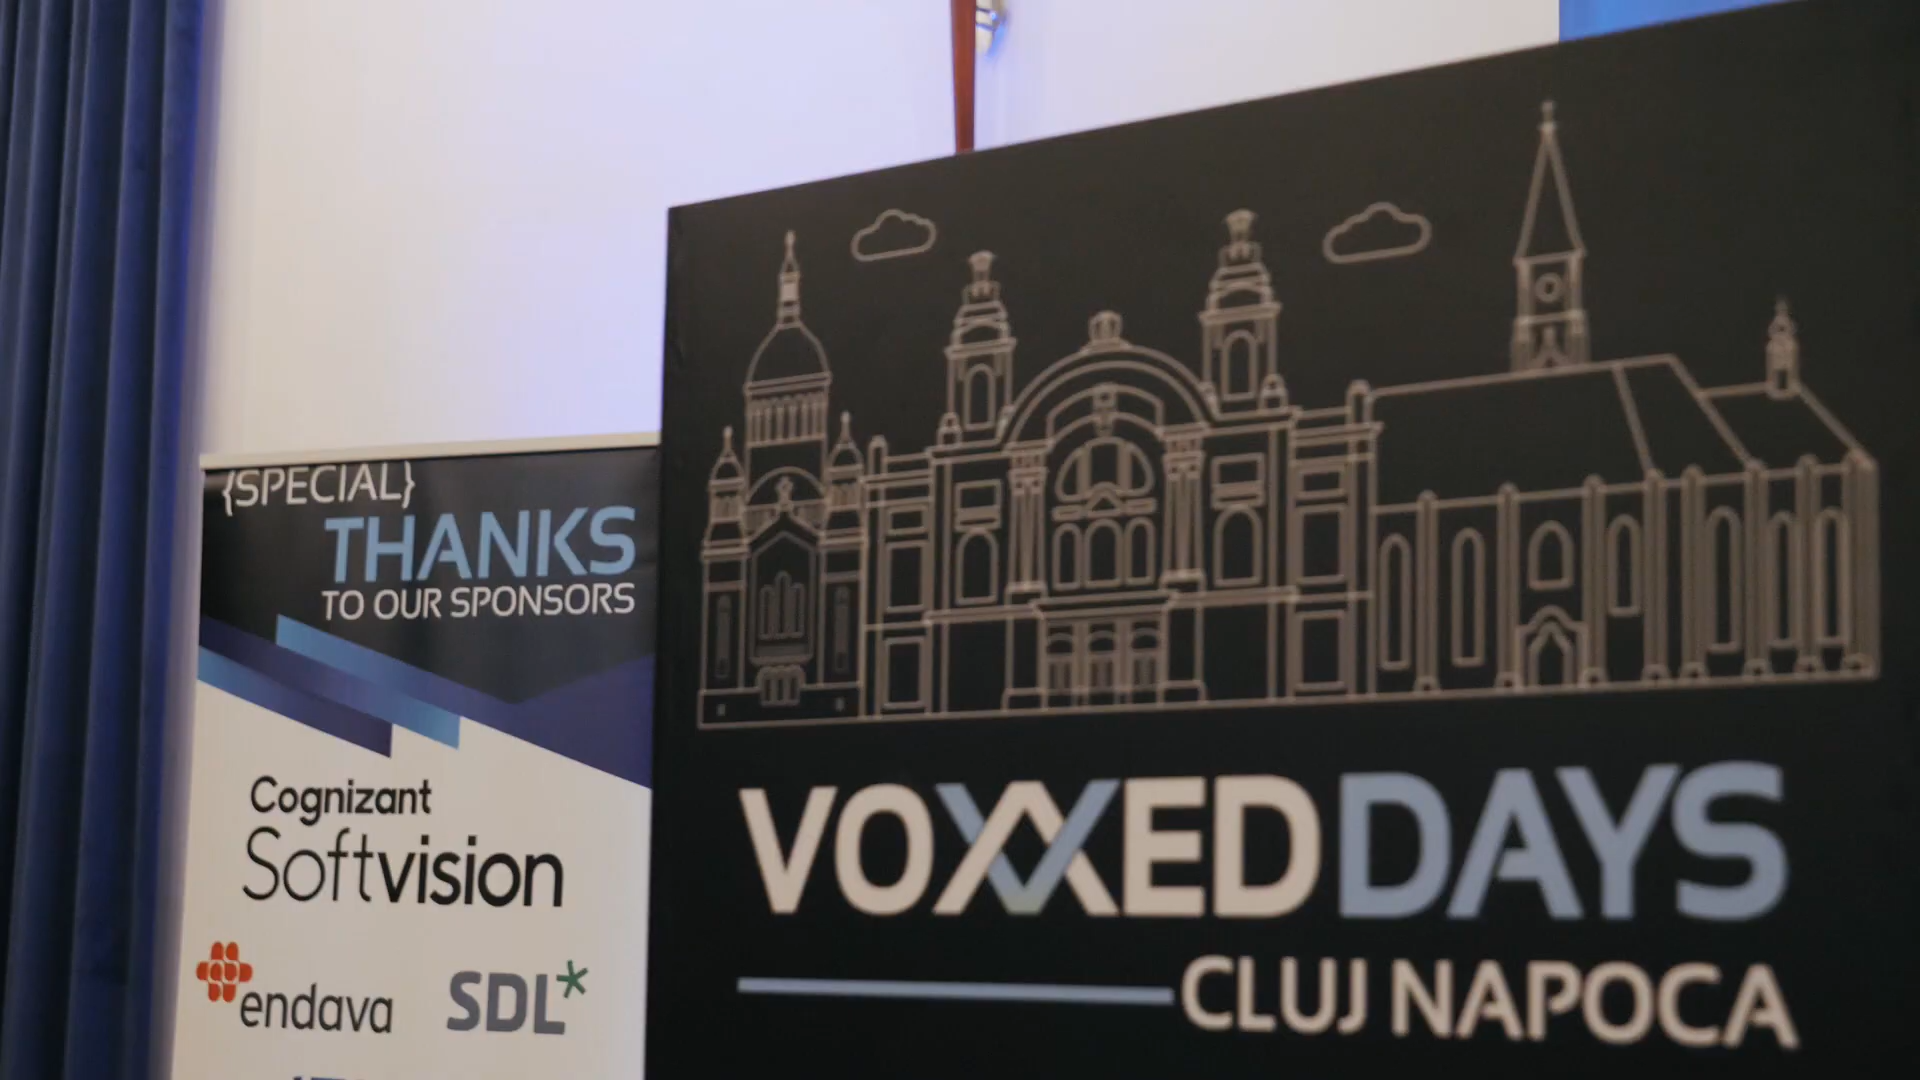 {SPECIAL}
THANKS
TO OUR SPONSORS
Cognizant
Softvision
endava
SDL*
VOXXED DAYS
CLUJ NAPOCA